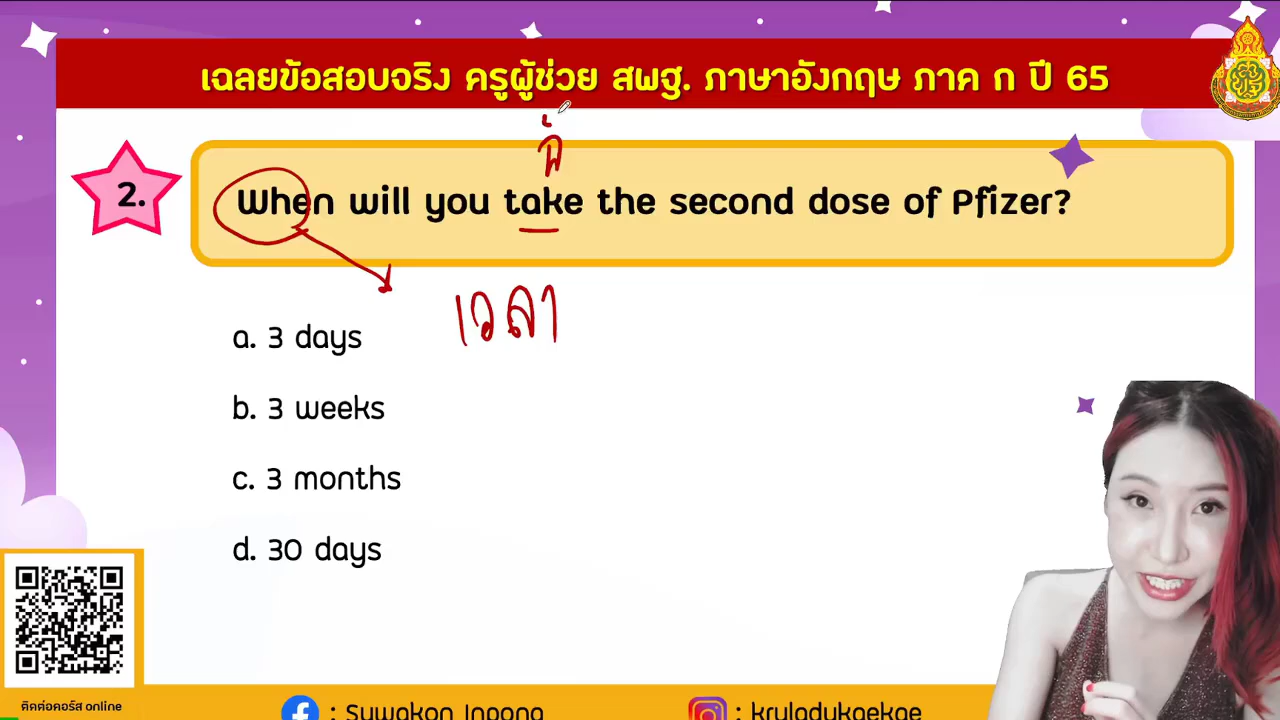 เฉลยข้อสอบจริง ครูผู้ช่วย สพฐ. ภาษาอังกฤษ ภาค ก ปี 65
2.
When will you take the second dose of Pfizer?
เวลา
a. 3 days
b. 3 weeks
c. 3 months
d. 30 days
ติดต่อคอร์ส online
: Suwakon Inpong
: kruladykaekae